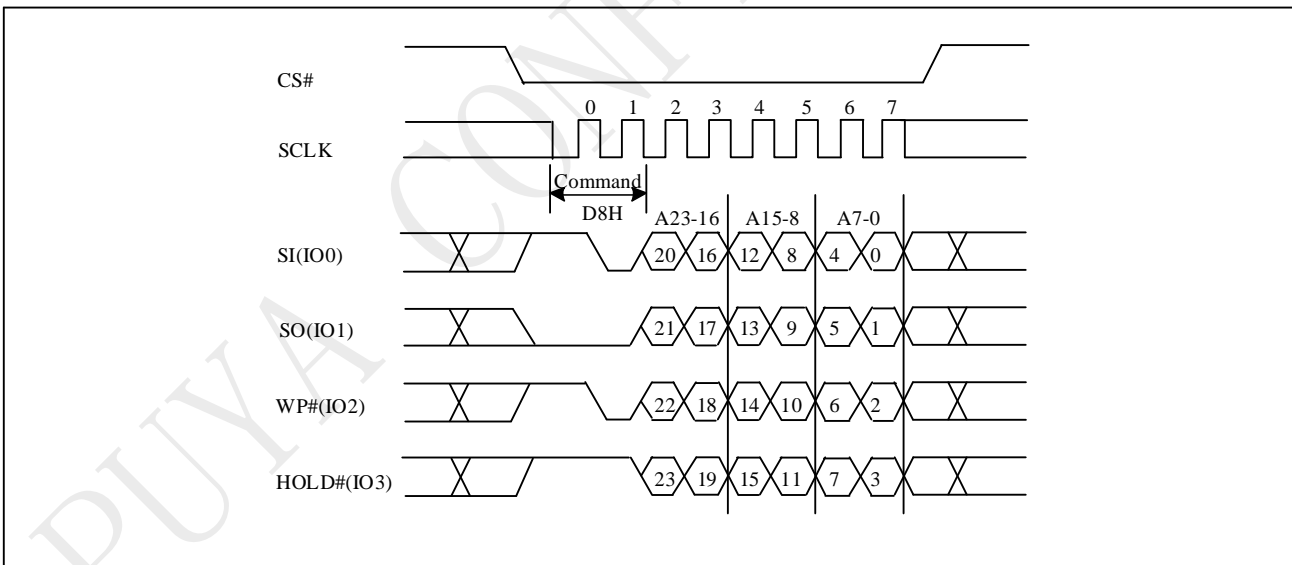 CS#
0 1 2 3 4 5 6 7
SCLK
Command
D8H
A23-16 A15-8 A7-0
SI(IO0) 20 16 12 8 4 0
SO(IO1) 21 17 13 9 5 1
WP#(IO2) 22 18 14 10 6 2
HOLD#(IO3) 23 19 15 11 7 3
PUYA CONF